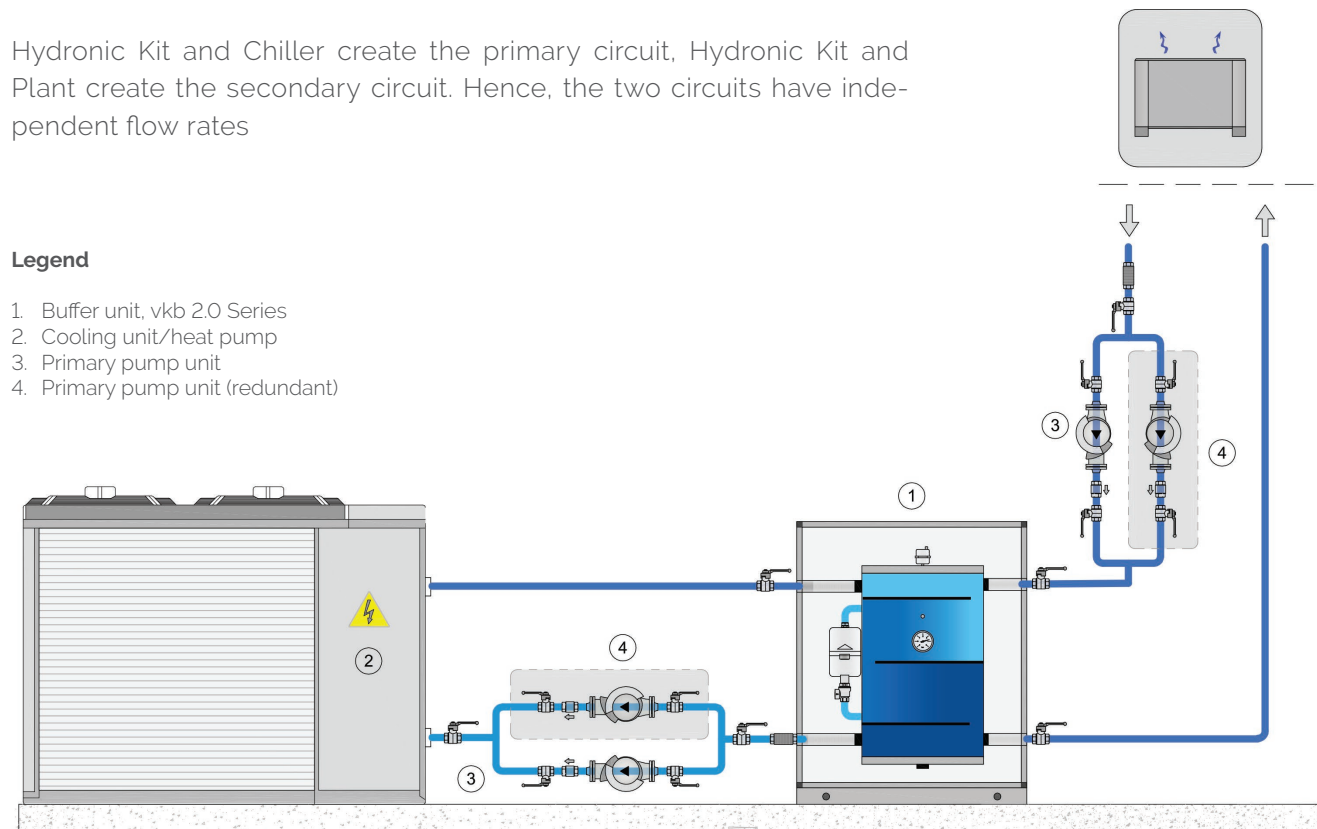 Hydronic Kit and Chiller create the primary circuit, Hydronic Kit and
Plant create the secondary circuit. Hence, the two circuits have inde-
pendent flow rates
Legend
1. Buffer unit, vkb 2.0 Series
2. Cooling unit/heat pump
3. Primary pump unit
4. Primary pump unit (redundant)
3
4
1
2
4
3